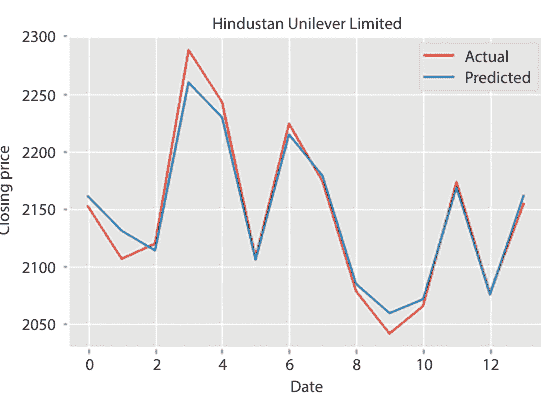 Hindustan Unilever Limited
Actual
Predicted
2300
2250
2200
2150
2100
2050
Closing price
0 2 4 6 8 10 12
Date